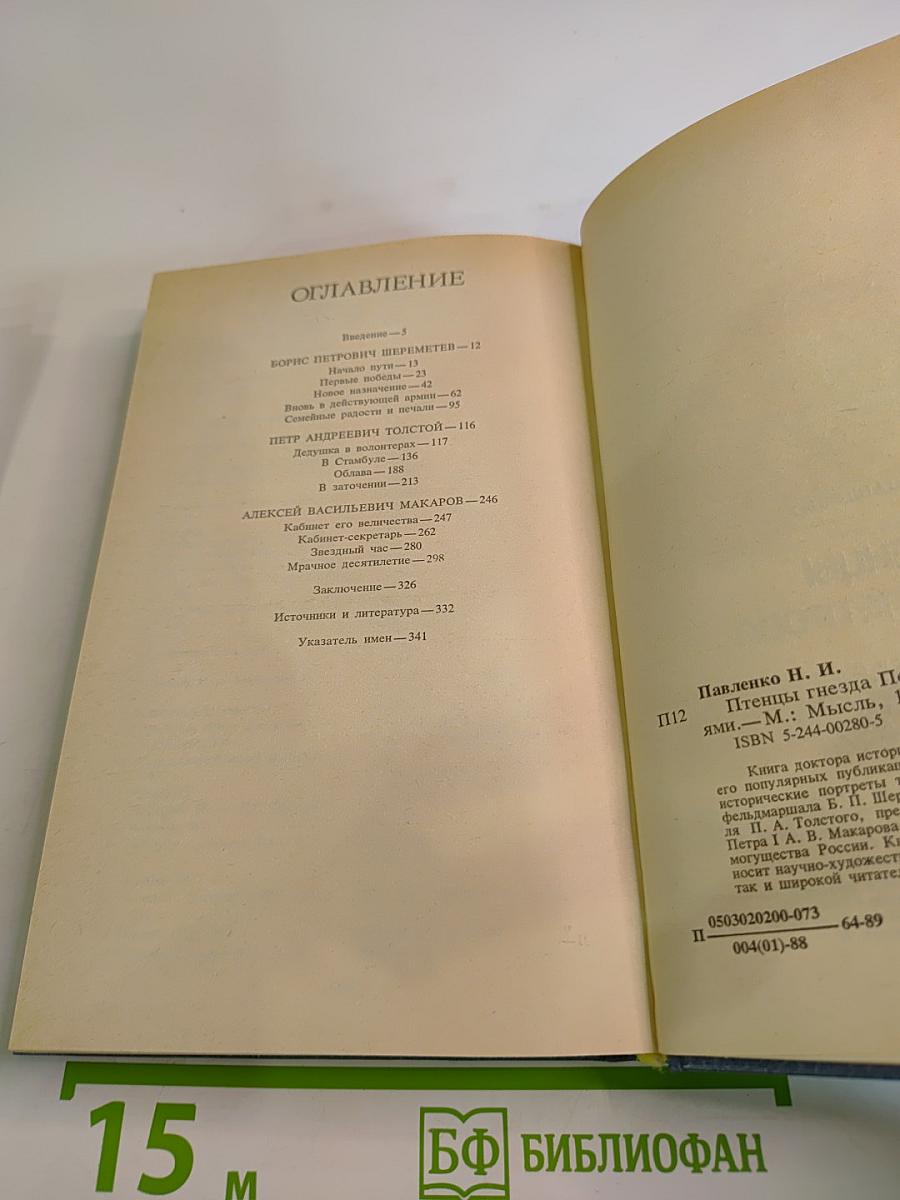 ОГЛАВЛЕНИЕ
Введение—5
БОРИС ПЕТРОВИЧ ШЕРЕМЕТЕВ—12
Начало пути—13
Первые победы—23
Новое назначение—42
Вновь в действующей армии—62
Семейные радости и печали—95
ПЕТР АНДРЕЕВИЧ ТОЛСТОЙ—116
Дедушка в волонтерах—117
В Стамбуле—136
Облава—188
В заточении—213
АЛЕКСЕЙ ВАСИЛЬЕВИЧ МАКАРОВ—246
Кабинет его величества—247
Кабинет-секретарь—262
Звездный час—280
Мрачное десятилетие—298
Заключение—326
Источники и литература—332
Указатель имен—341
Павленко Н. И.
П12
Птенцы гнезда
ями.—М.: Мысль, 1
ISBN 5-244-00280-5
Книга доктора истор
его популярных публикац
исторические портреты
фельдмаршала Б. П. Шер
ля П. А. Толстого, пре
Петра I А. В. Макарова
могущества России. К
носит научно-художест
так и широкой читател
0503020200-073
П 64-89
004(01)-88
15 м
БФ БИБЛИОФАН